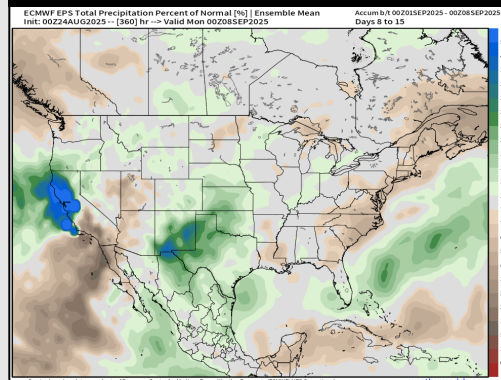 ECMWF EPS Total Precipitation Percent of Normal [%] | Ensemble Mean
Init: 00Z24AUG2025 -- [360] hr --> Valid Mon 00Z08SEP2025
Accum b/t 00Z01SEP2025 - 00Z08SEP2025
Days 8 to 15